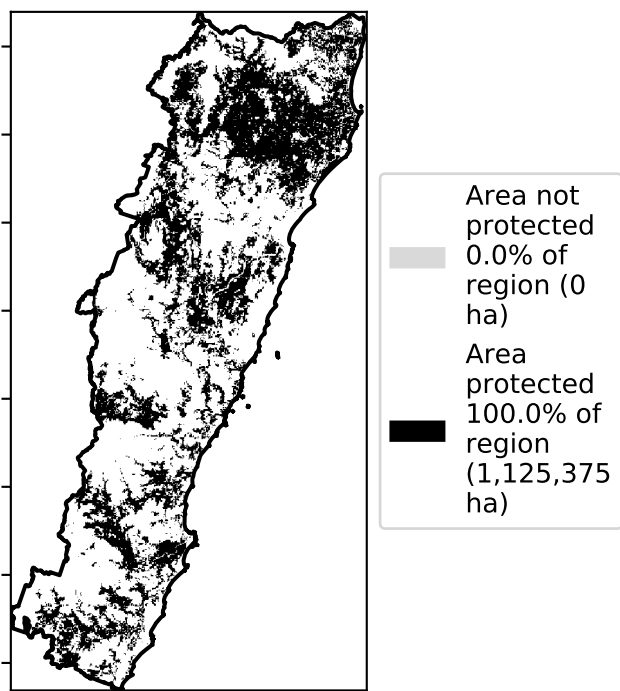 Area not
protected
0.0% of
region (0
ha)
Area
protected
100.0% of
region
(1,125,375
ha)